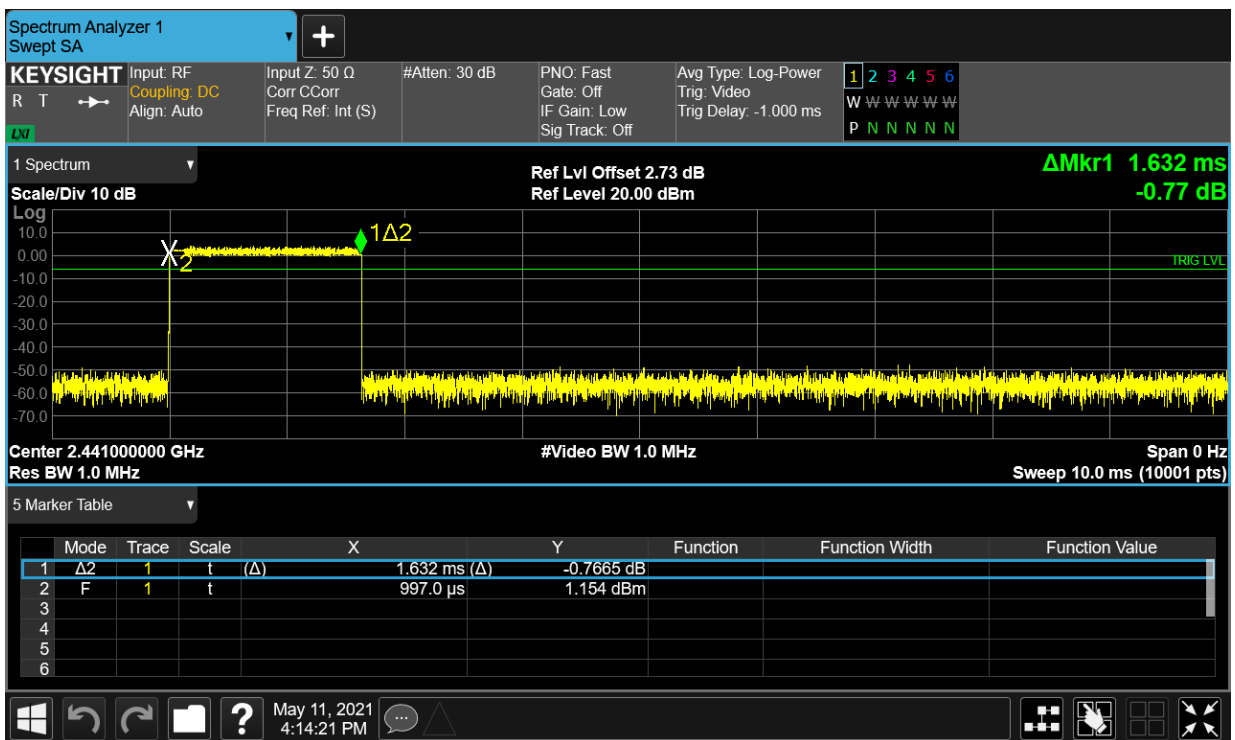 Spectrum Analyzer 1
Swept SA
+
KEYSIGHT Input: RF Input Z: 50 Ω #Atten: 30 dB PNO: Fast Avg Type: Log-Power 1 2 3 4 5 6
R T Coupling: DC Corr CCorr Gate: Off Trig: Video W W W W W W
Align: Auto Freq Ref: Int (S) IF Gain: Low Trig Delay: -1.000 ms
LXI Sig Track: Off P N N N N N
1 Spectrum Ref Lvl Offset 2.73 dB ΔMkr1 1.632 ms
Scale/Div 10 dB Ref Level 20.00 dBm -0.77 dB
Log
10.0 1Δ2
0.00 2 TRIG LVL
-10.0
-20.0
-30.0
-40.0
-50.0
-60.0
-70.0
Center 2.441000000 GHz #Video BW 1.0 MHz Span 0 Hz
Res BW 1.0 MHz Sweep 10.0 ms (10001 pts)
5 Marker Table
Mode Trace Scale X Y Function Function Width Function Value
1 Δ2 1 t (Δ) 1.632 ms (Δ) -0.7665 dB
2 F 1 t 997.0 µs 1.154 dBm
3
4
5
6
? May 11, 2021
4:14:21 PM